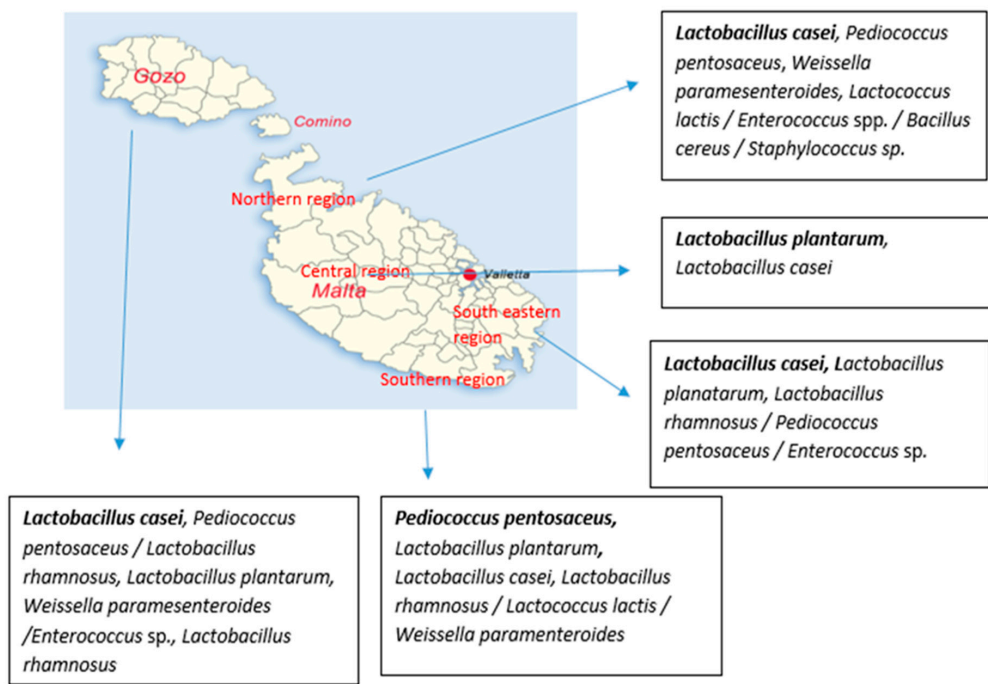 Gozo
Comino
Northern region
Central region
Malta
Valletta
South eastern
region
Southern region
Lactobacillus casei, Pediococcus
pentosaceus, Weissella
paramesenteroides, Lactococcus
lactis / Enterococcus spp. / Bacillus
cereus / Staphylococcus sp.
Lactobacillus plantarum,
Lactobacillus casei
Lactobacillus casei, Lactobacillus
planatarum, Lactobacillus
rhamnosus / Pediococcus
pentosaceus / Enterococcus sp.
Lactobacillus casei, Pediococcus
pentosaceus / Lactobacillus
rhamnosus, Lactobacillus plantarum,
Weissella paramesenteroides
/Enterococcus sp., Lactobacillus
rhamnosus
Pediococcus pentosaceus,
Lactobacillus plantarum,
Lactobacillus casei, Lactobacillus
rhamnosus / Lactococcus lactis /
Weissella paramenteroides